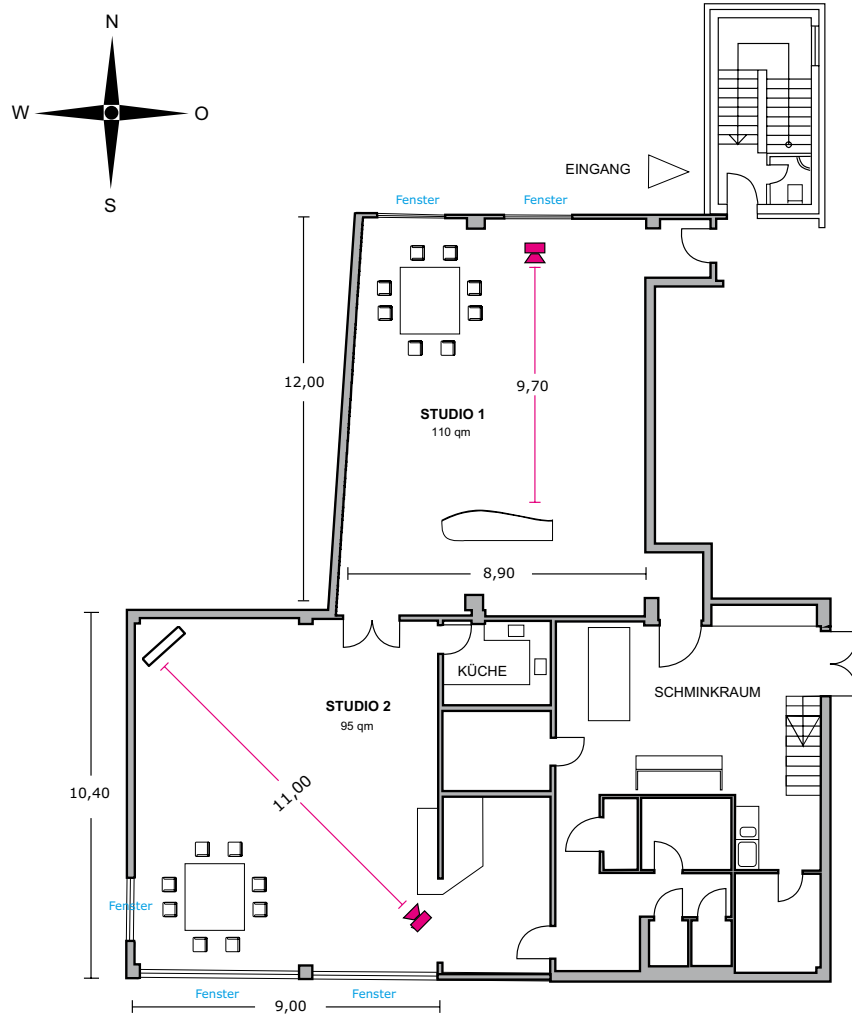 N
W
O
S
EINGANG
Fenster
Fenster
12,00
9,70
STUDIO 1
110 qm
8,90
KÜCHE
SCHMINKRAUM
STUDIO 2
95 qm
10,40
11,00
Fenster
Fenster
Fenster
9,00